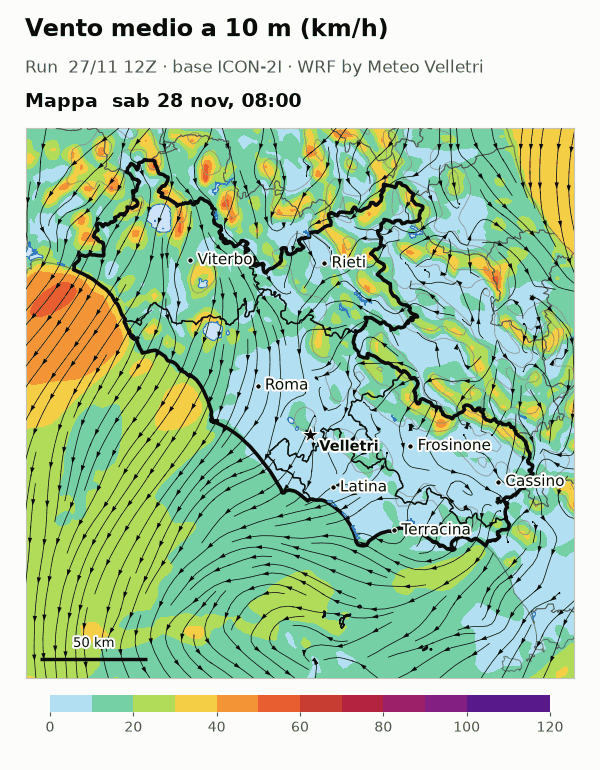 Vento medio a 10 m (km/h)
Run 27/11 12Z · base ICON-2I · WRF by Meteo Velletri
Mappa sab 28 nov, 08:00
Viterbo
Rieti
Roma
Velletri
Frosinone
Latina
Cassino
Terracina
50 km
0 20 40 60 80 100 120